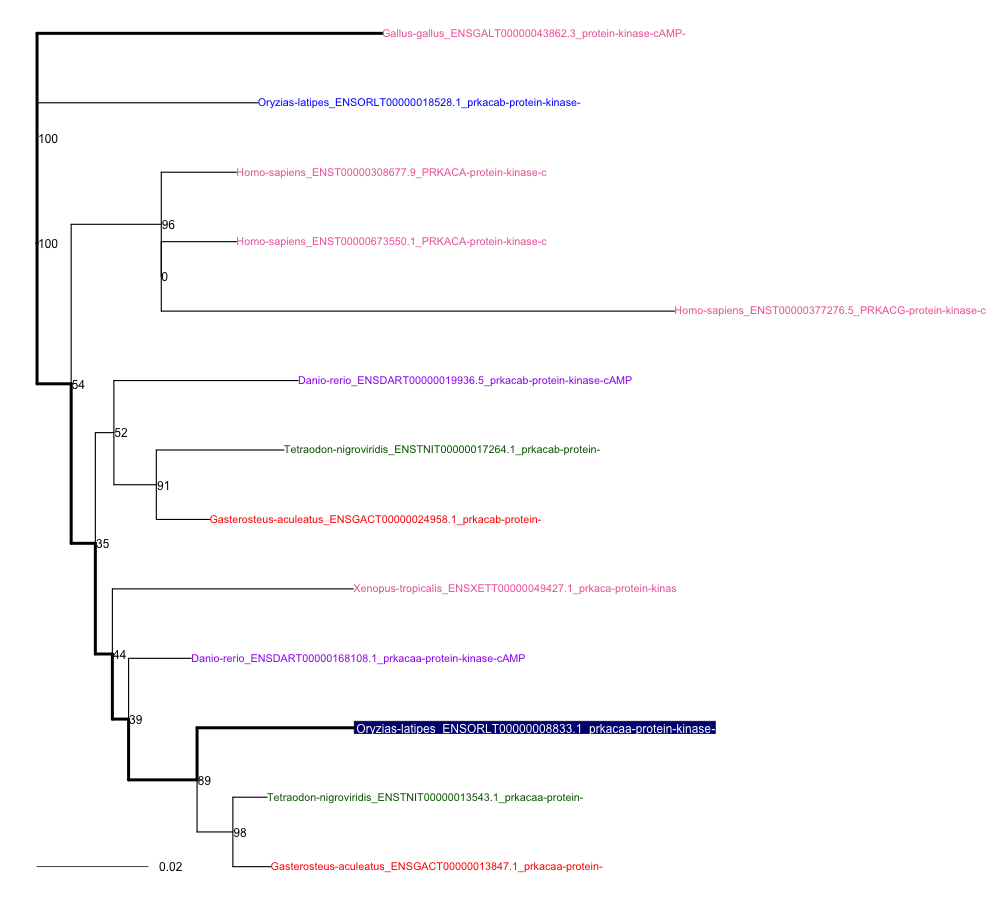 Gallus-gallus_ENSGALT00000043862.3_protein-kinase-cAMP-
Oryzias-latipes_ENSORLT00000018528.1_prkacab-protein-kinase-
100
Homo-sapiens_ENST00000308677.9_PRKACA-protein-kinase-c
96
Homo-sapiens_ENST00000673550.1_PRKACA-protein-kinase-c
100
0
Homo-sapiens_ENST00000377276.5_PRKACG-protein-kinase-c
Danio-rerio_ENSDART00000019936.5_prkacab-protein-kinase-cAMP
54
52
Tetraodon-nigroviridis_ENSTNIT00000017264.1_prkacab-protein-
91
Gasterosteus-aculeatus_ENSGACT00000024958.1_prkacab-protein-
35
Xenopus-tropicalis_ENSXETT00000049427.1_prkaca-protein-kinas
44
Danio-rerio_ENSDART00000168108.1_prkacaa-protein-kinase-cAMP
39
Oryzias-latipes_ENSORLT00000008833.1_prkacaa-protein-kinase-
89
Tetraodon-nigroviridis_ENSTNIT00000013543.1_prkacaa-protein-
98
Gasterosteus-aculeatus_ENSGACT00000013847.1_prkacaa-protein-
0.02